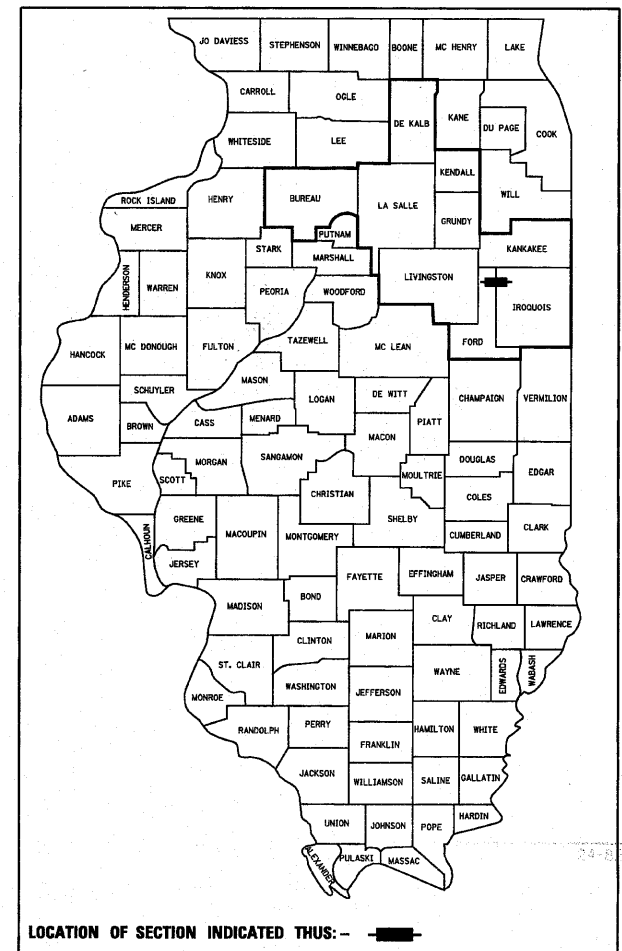 JO DAVIESS STEPHENSON WINNEBAGO BOONE MC HENRY LAKE
CARROLL OGLE DE KALB KANE DU PAGE COOK
WHITESIDE LEE
KENDALL WILL
ROCK ISLAND HENRY BUREAU LA SALLE
MERCER PUTNAM GRUNDY
STARK MARSHALL KANKAKEE
HENDERSON WARREN KNOX PEORIA WOODFORD LIVINGSTON IROQUOIS
HANCOCK MC DONOUGH FULTON TAZEWELL MC LEAN FORD
MASON
SCHUYLER LOGAN DE WITT CHAMPAIGN VERMILION
ADAMS BROWN CASS MENARD PIATT
MACON
MORGAN SANGAMON DOUGLAS EDGAR
PIKE SCOTT MOULTRIE
CHRISTIAN COLES
GREENE MACOUPIN SHELBY CLARK
CALHOUN MONTGOMERY CUMBERLAND
JERSEY FAYETTE EFFINGHAM JASPER CRAWFORD
MADISON BOND
CLAY RICHLAND LAWRENCE
CLINTON MARION
ST. CLAIR WAYNE EDWARDS WABASH
WASHINGTON JEFFERSON
MONROE
RANDOLPH PERRY HAMILTON WHITE
FRANKLIN
JACKSON WILLIAMSON SALINE GALLATIN
UNION JOHNSON POPE HARDIN
ALEXANDER PULASKI MASSAC
LOCATION OF SECTION INDICATED THUS:-